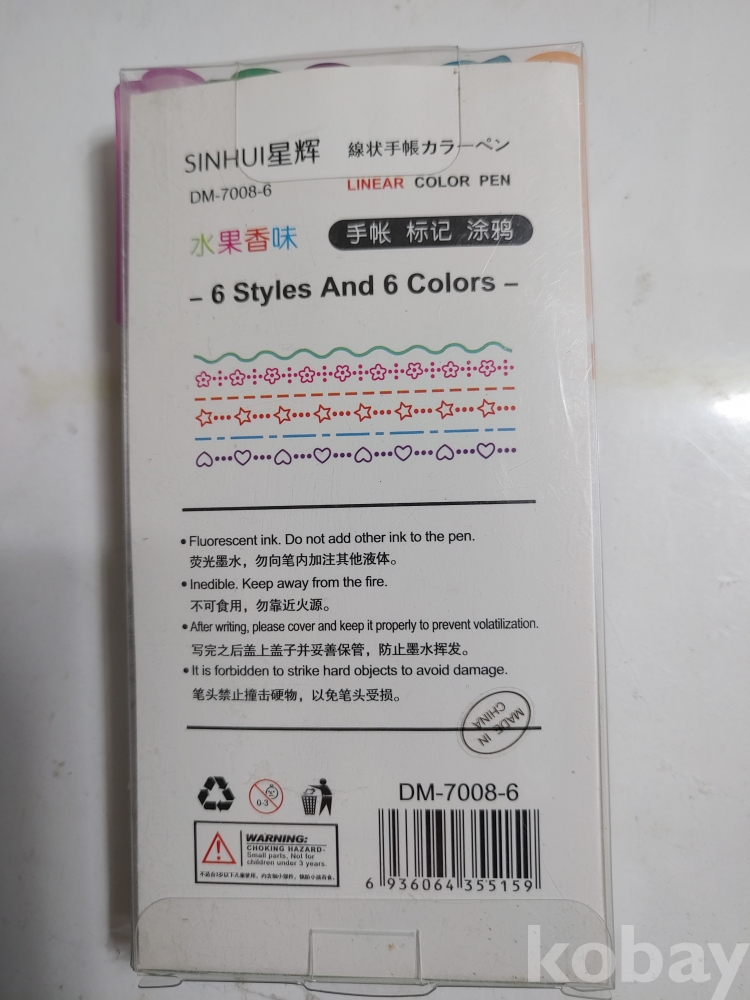 SINHUI星辉
線状手帳カラーペン
DM-7008-6
LINEAR COLOR PEN
水果香味
手帐 标记 涂鸦
– 6 Styles And 6 Colors –
• Fluorescent ink. Do not add other ink to the pen.
荧光墨水，勿向笔内加注其他液体。
• Inedible. Keep away from the fire.
不可食用，勿靠近火源。
• After writing, please cover and keep it properly to prevent volatilization.
写完之后盖上盖子并妥善保管，防止墨水挥发。
• It is forbidden to strike hard objects to avoid damage.
笔头禁止撞击硬物，以免笔头受损。
MADE IN CHINA
0-3
WARNING:
CHOKING HAZARD-
Small parts. Not for
children under 3 years.
DM-7008-6
6 936064 355159
kobay